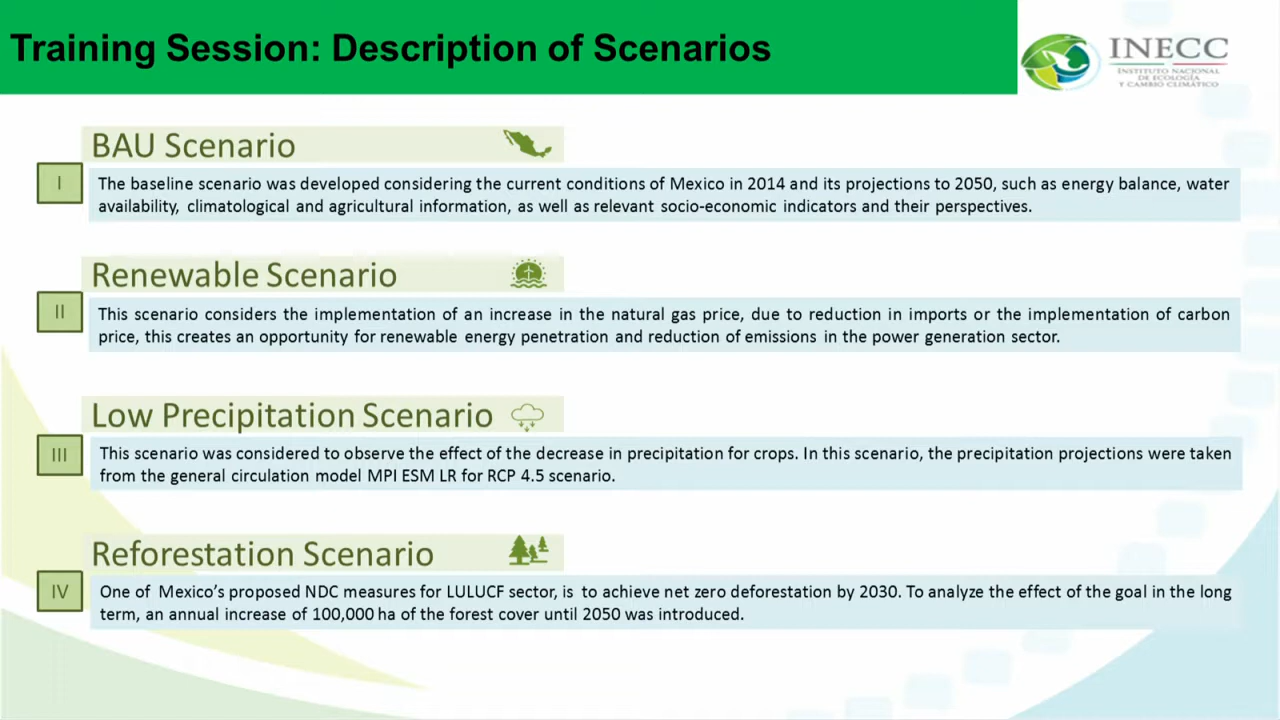 Training Session: Description of Scenarios
INECC
INSTITUTO NACIONAL
DE ECOLOGÍA
Y CAMBIO CLIMÁTICO
BAU Scenario
I
The baseline scenario was developed considering the current conditions of Mexico in 2014 and its projections to 2050, such as energy balance, water
availability, climatological and agricultural information, as well as relevant socio-economic indicators and their perspectives.
Renewable Scenario
II
This scenario considers the implementation of an increase in the natural gas price, due to reduction in imports or the implementation of carbon
price, this creates an opportunity for renewable energy penetration and reduction of emissions in the power generation sector.
Low Precipitation Scenario
III
This scenario was considered to observe the effect of the decrease in precipitation for crops. In this scenario, the precipitation projections were taken
from the general circulation model MPI ESM LR for RCP 4.5 scenario.
Reforestation Scenario
IV
One of Mexico's proposed NDC measures for LULUCF sector, is to achieve net zero deforestation by 2030. To analyze the effect of the goal in the long
term, an annual increase of 100,000 ha of the forest cover until 2050 was introduced.